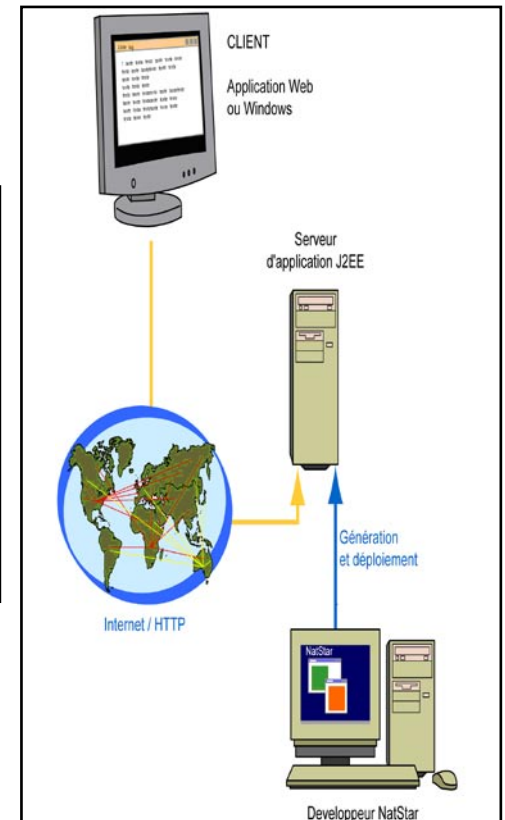 CLIENT
Application Web
ou Windows
Serveur
d'application J2EE
Internet / HTTP
Génération
et déploiement
NatStar
Developpeur NatStar